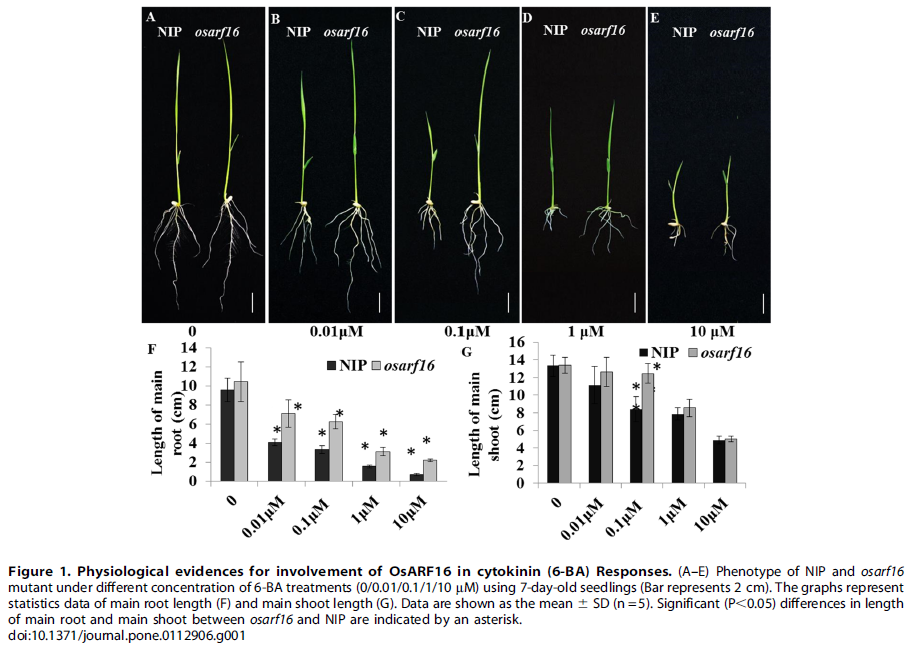 A B C D E
NIP osarf16 NIP osarf16 NIP osarf16 NIP osarf16 NIP osarf16
0 0.01μM 0.1μM 1 μM 10 μM
F
NIP osarf16
Length of main
root (cm)
14
12
10
8
6
4
2
0
* * * * * * * *
0 0.01μM 0.1μM 1μM 10μM
G
NIP osarf16
Length of main
shoot (cm)
16
14
12
10
8
6
4
2
0
* * *
0 0.01μM 0.1μM 1μM 10μM
Figure 1. Physiological evidences for involvement of OsARF16 in cytokinin (6-BA) Responses. (A–E) Phenotype of NIP and osarf16
mutant under different concentration of 6-BA treatments (0/0.01/0.1/1/10 μM) using 7-day-old seedlings (Bar represents 2 cm). The graphs represent
statistics data of main root length (F) and main shoot length (G). Data are shown as the mean ± SD (n = 5). Significant (P<0.05) differences in length
of main root and main shoot between osarf16 and NIP are indicated by an asterisk.
doi:10.1371/journal.pone.0112906.g001